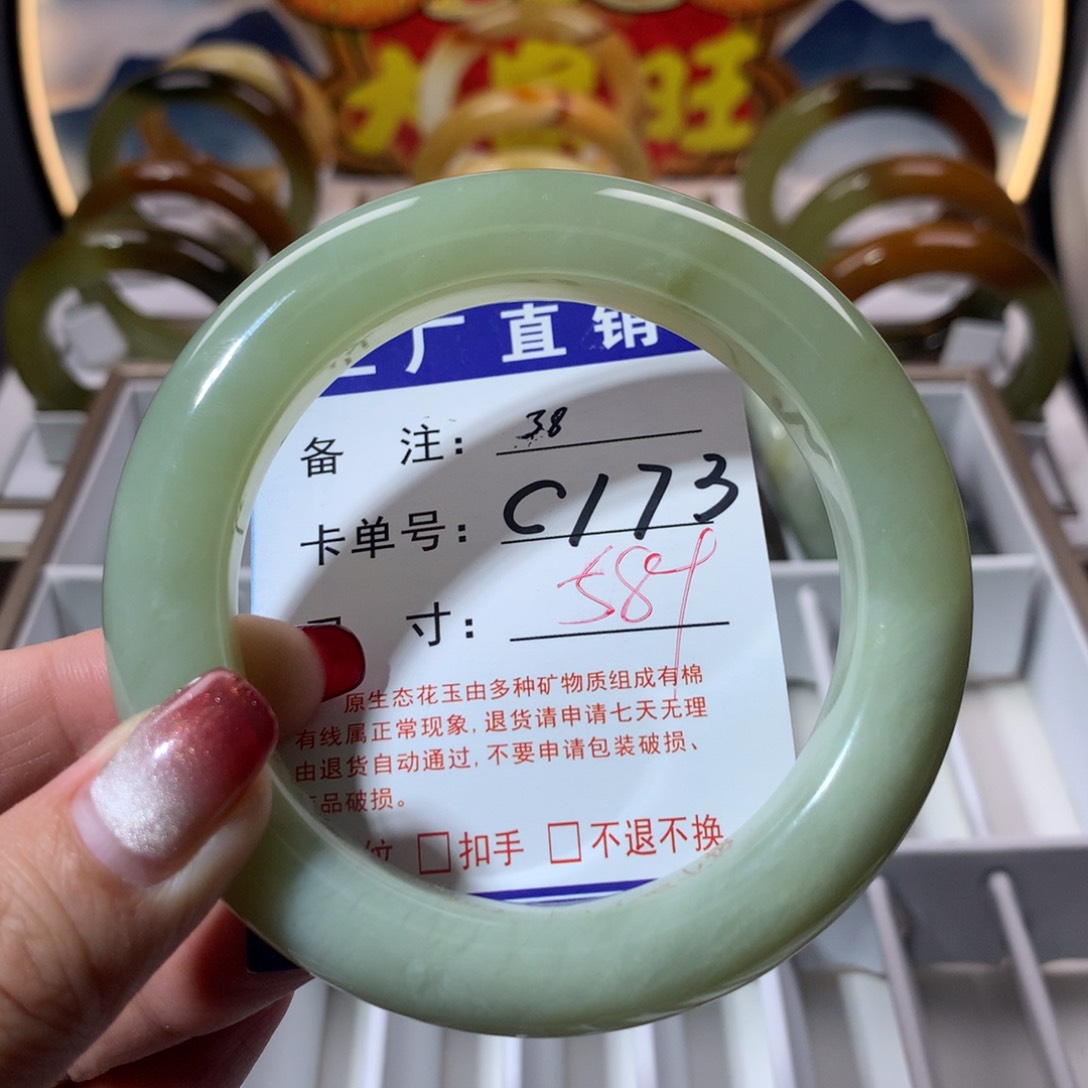 大 旺
厂直销
备 注: 38
卡单号: C173
寸: 589
原生态花玉由多种矿物质组成有棉
有线属正常现象,退货请申请七天无理
由退货自动通过,不要申请包装破损、
品破损。
纹 □扣手 □不退不换